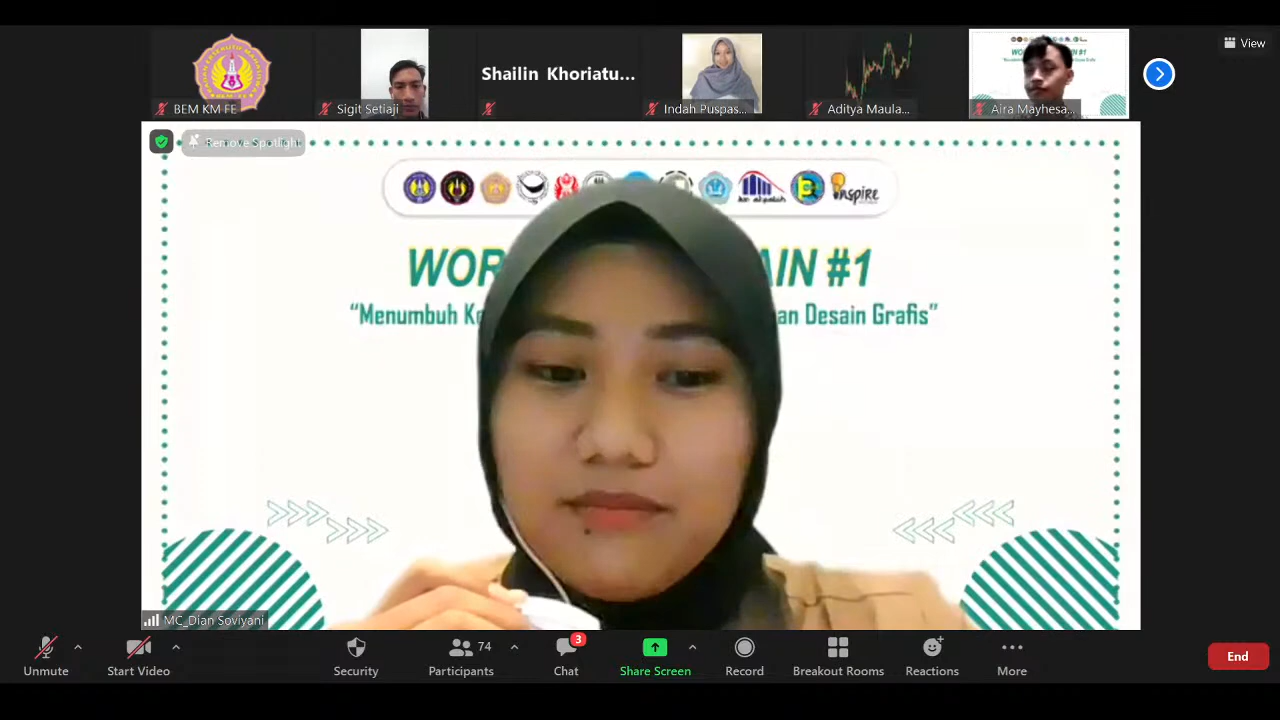 View
BEM KM FE
Sigit Setiaji
Shailin Khoriatu...
Indah Puspas...
Aditya Maula...
Aira Mayhesa...
Remove Spotlight
inspire
WOR AIN #1
“Menumbuh Ke an Desain Grafis”
MC_Dian Soviyani
Unmute
Start Video
Security
74
Participants
3
Chat
Share Screen
Record
Breakout Rooms
Reactions
More
End